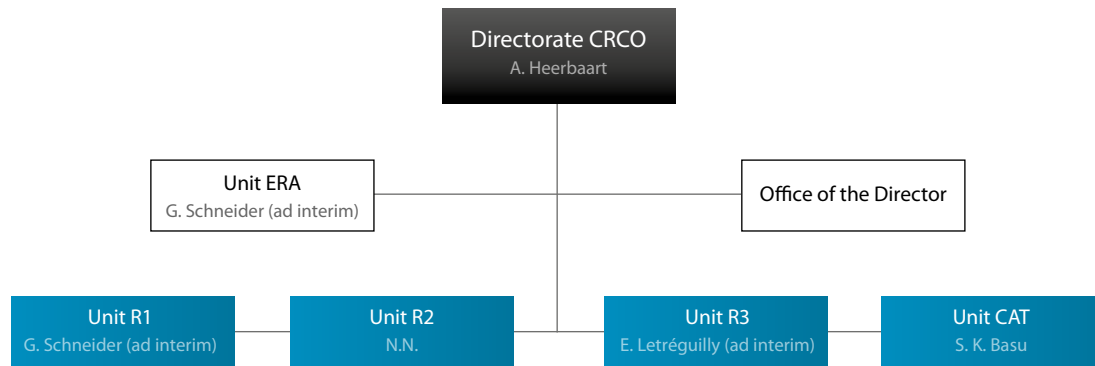 Directorate CRCO
A. Heerbaart
Unit ERA
G. Schneider (ad interim)
Office of the Director
Unit R1
G. Schneider (ad interim)
Unit R2
N.N.
Unit R3
E. Letréguilly (ad interim)
Unit CAT
S. K. Basu